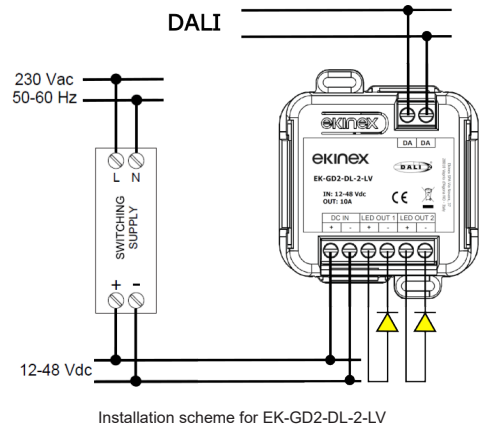 DALI
230 Vac
50-60 Hz
L N
SWITCHING
SUPPLY
+ -
12-48 Vdc
ekinex
DA DA
ekinex
DALI
EK-GD2-DL-2-LV
IN: 12-48 Vdc
OUT: 10A
CE
DC IN LED OUT 1 LED OUT 2
+ - + - + -
Installation scheme for EK-GD2-DL-2-LV